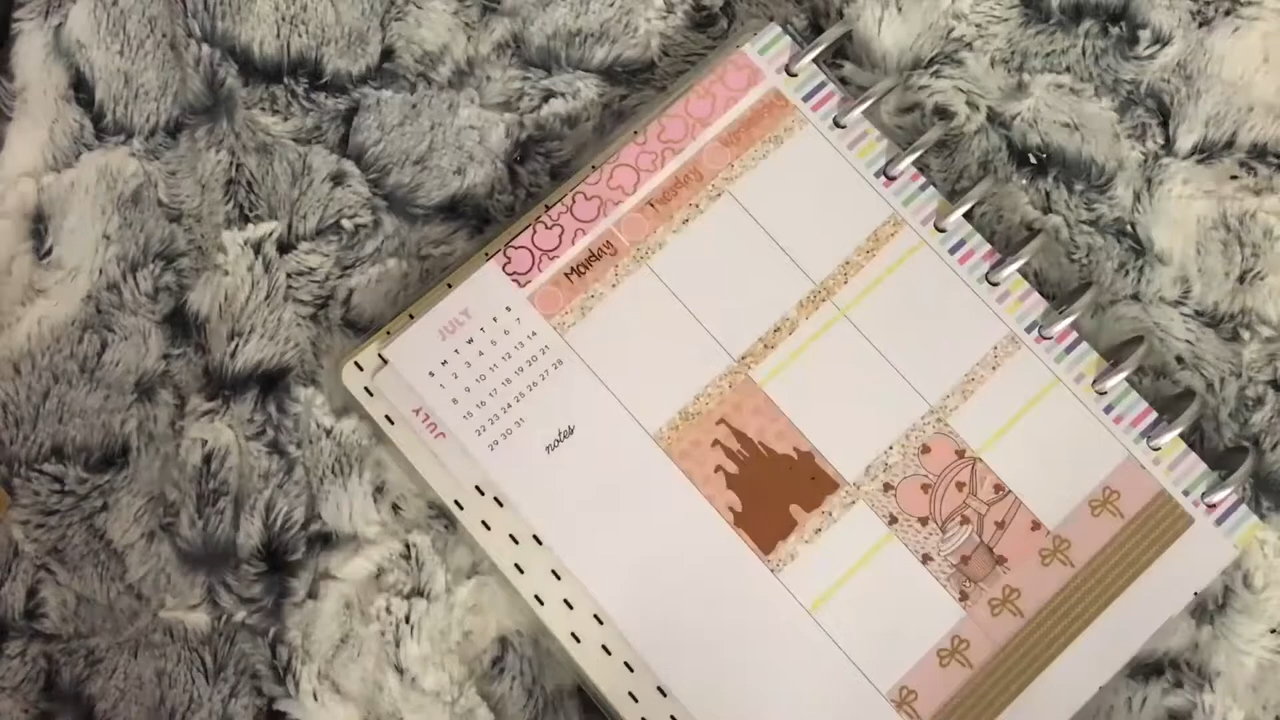 Monday
Tuesday
JULY
S M T W T F S
1 2 3 4 5 6 7
8 9 10 11 12 13 14
15 16 17 18 19 20 21
22 23 24 25 26 27 28
29 30 31
JULY
notes